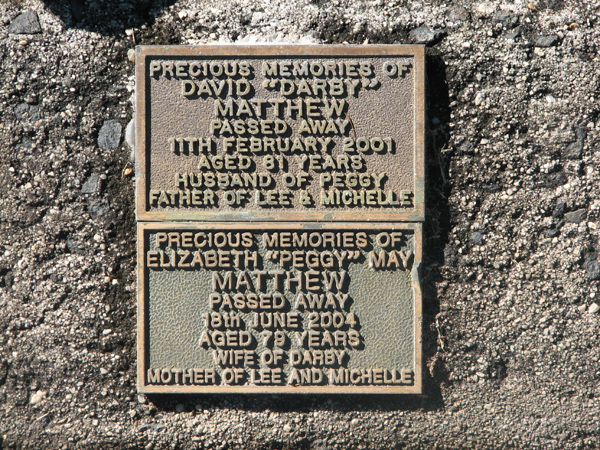 PRECIOUS MEMORIES OF
DAVID "DARBY"
MATTHEW
PASSED AWAY
11TH FEBRUARY 2001
AGED 81 YEARS
HUSBAND OF PEGGY
FATHER OF LEE & MICHELLE
PRECIOUS MEMORIES OF
ELIZABETH "PEGGY" MAY
MATTHEW
PASSED AWAY
18TH JUNE 2004
AGED 79 YEARS
WIFE OF DARBY
MOTHER OF LEE AND MICHELLE